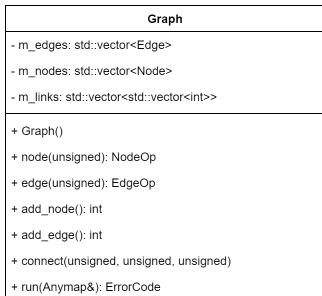 Graph
- m_edges: std::vector<Edge>
- m_nodes: std::vector<Node>
- m_links: std::vector<std::vector<int>>
+ Graph()
+ node(unsigned): NodeOp
+ edge(unsigned): EdgeOp
+ add_node(): int
+ add_edge(): int
+ connect(unsigned, unsigned, unsigned)
+ run(Anymap&): ErrorCode